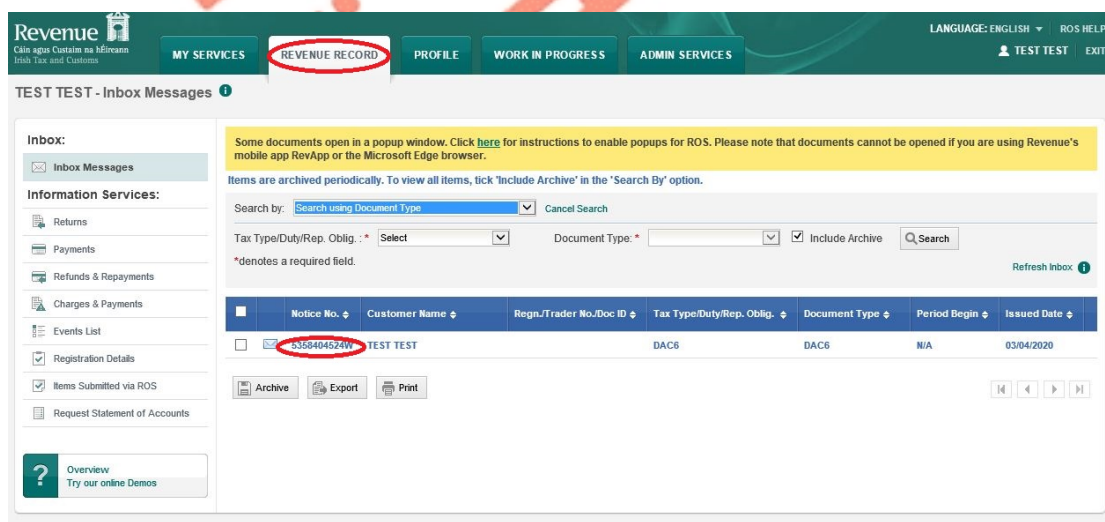 Revenue
Cáin agus Custaim na hÉireann
Irish Tax and Customs
MY SERVICES
REVENUE RECORD
PROFILE
WORK IN PROGRESS
ADMIN SERVICES
LANGUAGE: ENGLISH ROS HELP
TEST TEST EXIT
TEST TEST - Inbox Messages
Inbox:
Inbox Messages
Information Services:
Returns
Payments
Refunds & Repayments
Charges & Payments
Events List
Registration Details
Items Submitted via ROS
Request Statement of Accounts
?
Overview
Try our online Demos
Some documents open in a popup window. Click here for instructions to enable popups for ROS. Please note that documents cannot be opened if you are using Revenue's
mobile app RevApp or the Microsoft Edge browser.
Items are archived periodically. To view all items, tick 'Include Archive' in the 'Search By' option.
Search by: Search using Document Type Cancel Search
Tax Type/Duty/Rep. Oblig. : * Select Document Type: * Include Archive Search
*denotes a required field.
Refresh Inbox
Notice No. Customer Name Regn./Trader No./Doc ID Tax Type/Duty/Rep. Oblig. Document Type Period Begin Issued Date
5358404524W TEST TEST DAC6 DAC6 N/A 03/04/2020
Archive Export Print